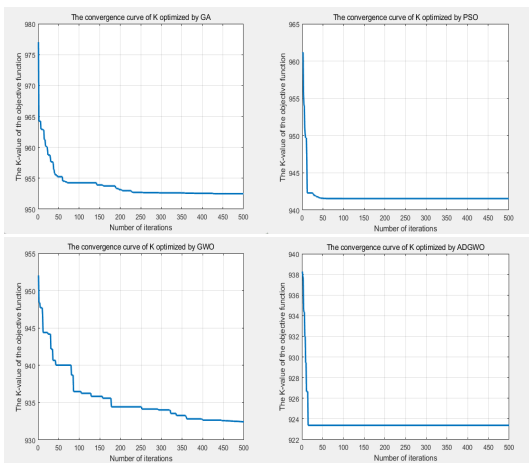 The convergence curve of K optimized by GA
The K-value of the objective function
980
975
970
965
960
955
950
0 50 100 150 200 250 300 350 400 450 500
Number of iterations
The convergence curve of K optimized by PSO
The K-value of the objective function
965
960
955
950
945
940
0 50 100 150 200 250 300 350 400 450 500
Number of iterations
The convergence curve of K optimized by GWO
The K-value of the objective function
955
950
945
940
935
930
0 50 100 150 200 250 300 350 400 450 500
Number of iterations
The convergence curve of K optimized by ADGWO
The K-value of the objective function
940
938
936
934
932
930
928
926
924
922
0 50 100 150 200 250 300 350 400 450 500
Number of iterations